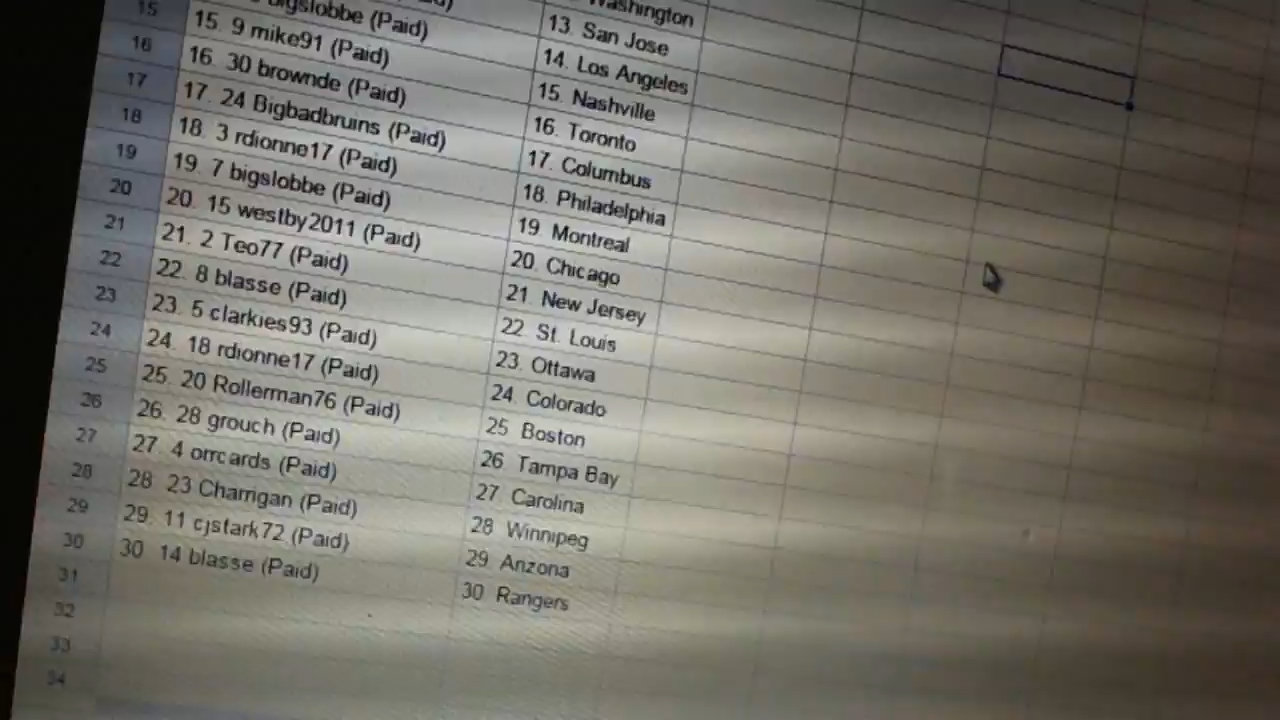 Washington
13. San Jose
bigslobbe (Paid) 14. Los Angeles
15 15. 9 mike91 (Paid) 15. Nashville
16 16. 30 brownde (Paid) 16. Toronto
17 17. 24 Bigbadbruins (Paid) 17. Columbus
18 18. 3 rdionne17 (Paid) 18. Philadelphia
19 19. 7 bigslobbe (Paid) 19. Montreal
20 20. 15 westby2011 (Paid) 20. Chicago
21 21. 2 Teo77 (Paid) 21. New Jersey
22 22. 8 blasse (Paid) 22. St. Louis
23 23. 5 clarkies93 (Paid) 23. Ottawa
24 24. 18 rdionne17 (Paid) 24. Colorado
25 25. 20 Rollerman76 (Paid) 25 Boston
26 26. 28 grouch (Paid) 26 Tampa Bay
27 27. 4 orrcards (Paid) 27 Carolina
28 28 23 Charrigan (Paid) 28 Winnipeg
29 29. 11 cjstark72 (Paid) 29 Arizona
30 30 14 blasse (Paid) 30 Rangers
31
32
33
34